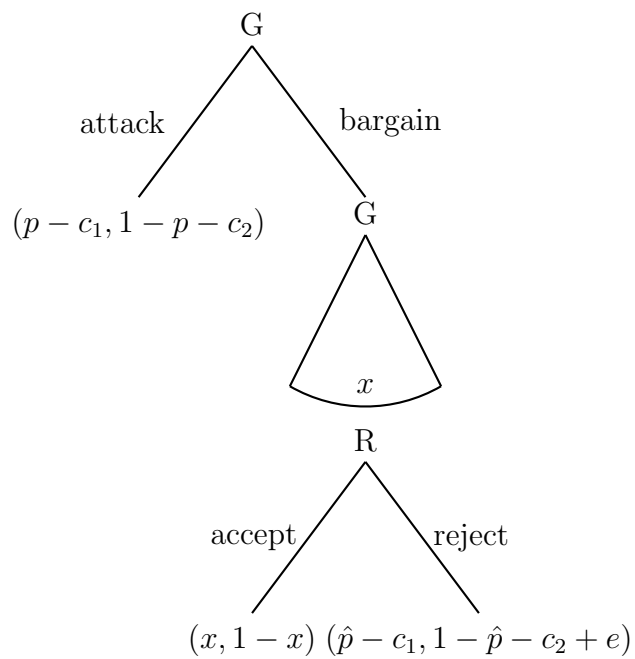 G
attack
bargain
(p − c₁, 1 − p − c₂)
G
x
R
accept
reject
(x, 1 − x) (p̂ − c₁, 1 − p̂ − c₂ + e)